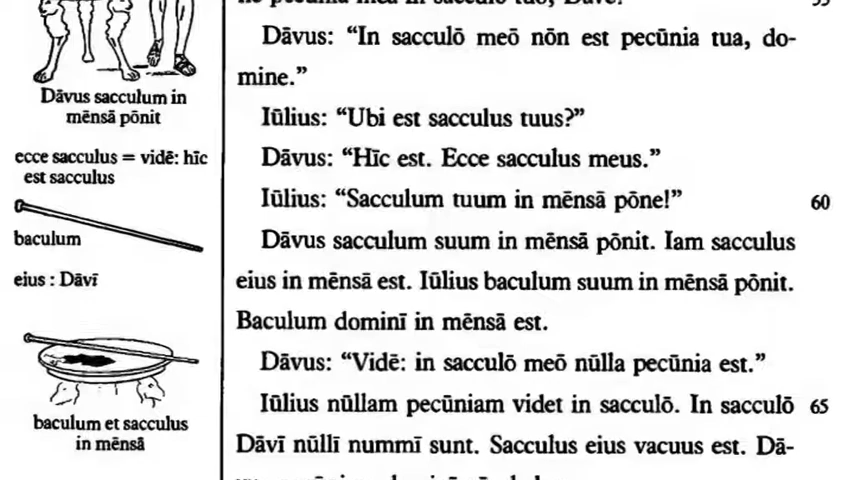 Dāvus sacculum in
mēnsā pōnit
ecce sacculus = vidē: hīc
est sacculus
baculum
eius : Dāvī
baculum et sacculus
in mēnsā
Dāvus: “In sacculō meō nōn est pecūnia tua, do-
mine.”
Iūlius: “Ubi est sacculus tuus?”
Dāvus: “Hīc est. Ecce sacculus meus.”
Iūlius: “Sacculum tuum in mēnsā pōne!” 60
Dāvus sacculum suum in mēnsā pōnit. Iam sacculus
eius in mēnsā est. Iūlius baculum suum in mēnsā pōnit.
Baculum dominī in mēnsā est.
Dāvus: “Vidē: in sacculō meō nūlla pecūnia est.”
Iūlius nūllam pecūniam videt in sacculō. In sacculō 65
Dāvī nūllī nummī sunt. Sacculus eius vacuus est. Dā-